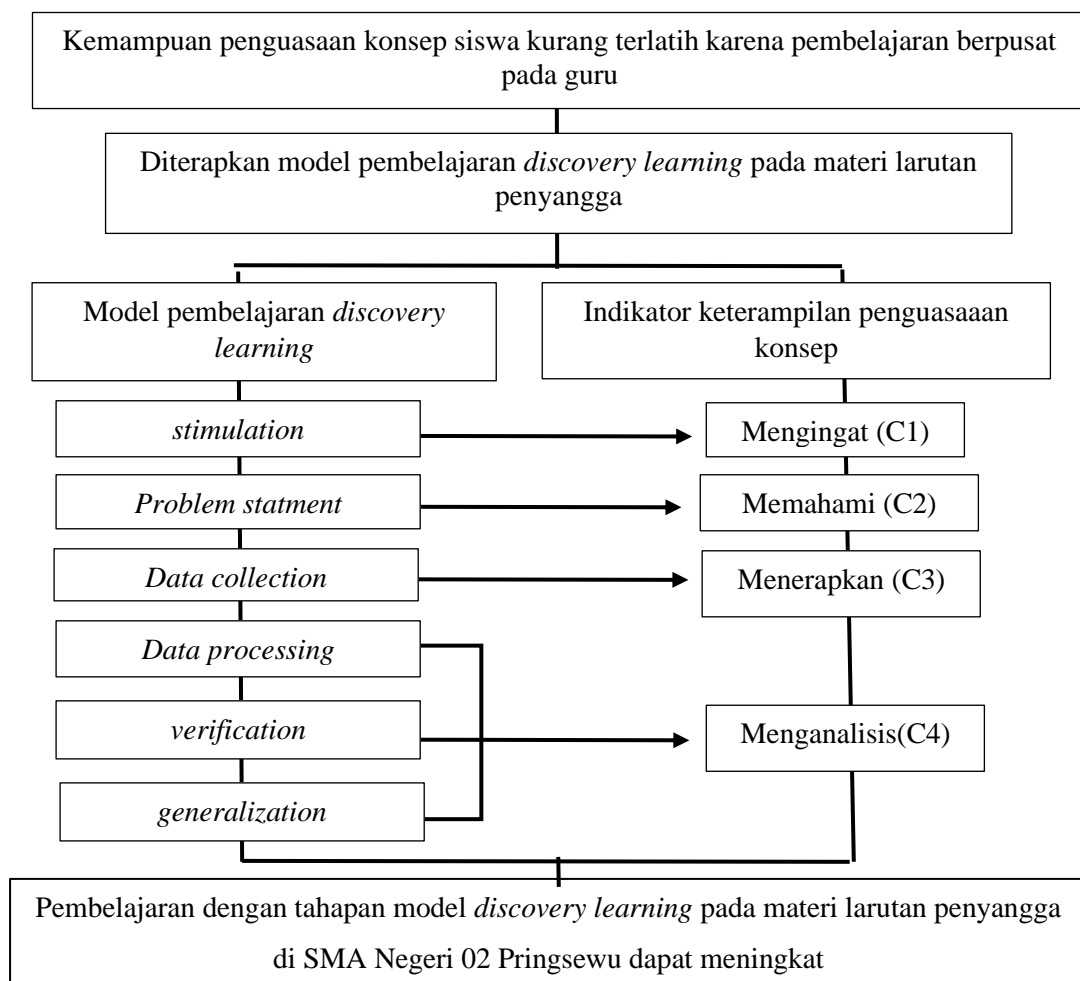 Kemampuan penguasaan konsep siswa kurang terlatih karena pembelajaran berpusat
pada guru
Diterapkan model pembelajaran discovery learning pada materi larutan
penyangga
Model pembelajaran discovery
learning
Indikator keterampilan penguasaaan
konsep
stimulation
Mengingat (C1)
Problem statment
Memahami (C2)
Data collection
Menerapkan (C3)
Data processing
verification
Menganalisis(C4)
generalization
Pembelajaran dengan tahapan model discovery learning pada materi larutan penyangga
di SMA Negeri 02 Pringsewu dapat meningkat